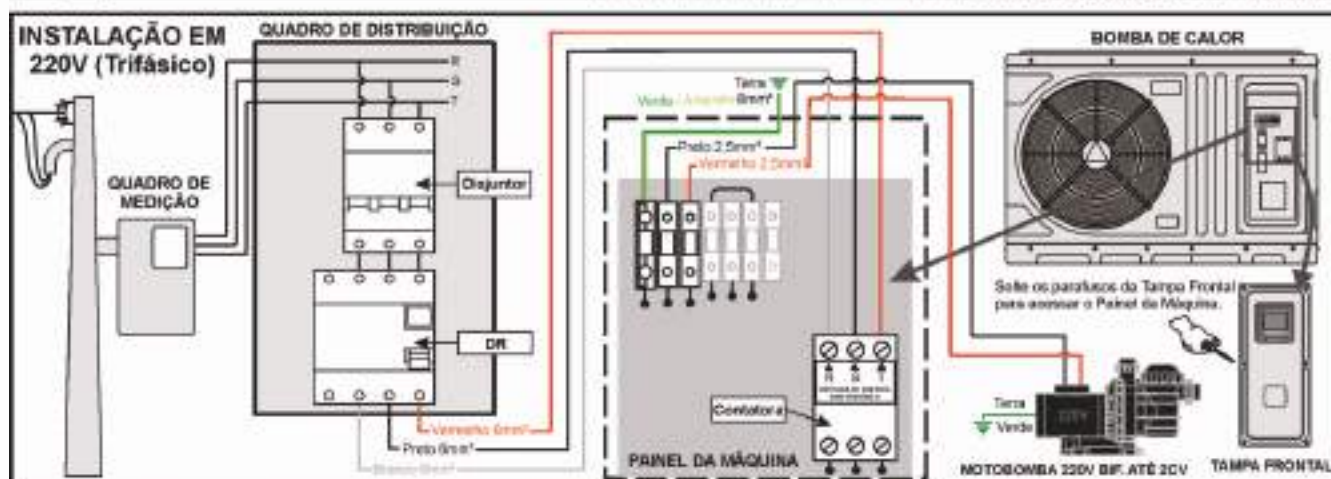 INSTALAÇÃO EM
220V (Trifásico)
QUADRO DE DISTRIBUIÇÃO
R
S
T
QUADRO DE
MEDIÇÃO
Disjuntor
DR
Vermelho 6mm²
Preto 6mm²
Terra
Verde / Amarelo 6mm²
Preto 2,5mm²
Vermelho 2,5mm²
R S T
Contatora
PAINEL DA MÁQUINA
BOMBA DE CALOR
Solte os parafusos da Tampa Frontal
para acessar o Painel da Máquina.
Terra
Verde
MOTOBOMBA 220V BIF. ATÉ 2CV
TAMPA FRONTAL